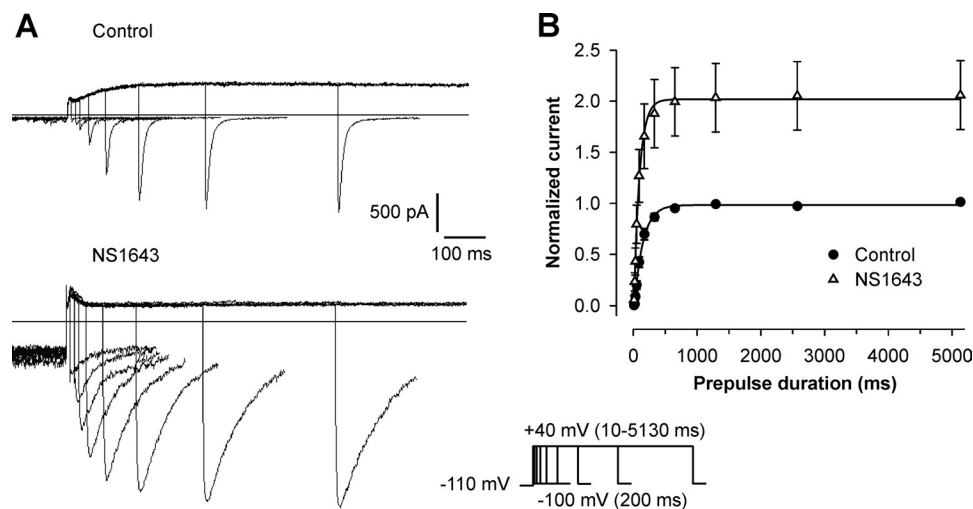 A
Control
500 pA
100 ms
NS1643
B
2.5
2.0
1.5
1.0
0.5
0.0
Normalized current
Control
NS1643
0 1000 2000 3000 4000 5000
Prepulse duration (ms)
+40 mV (10-5130 ms)
-110 mV
-100 mV (200 ms)